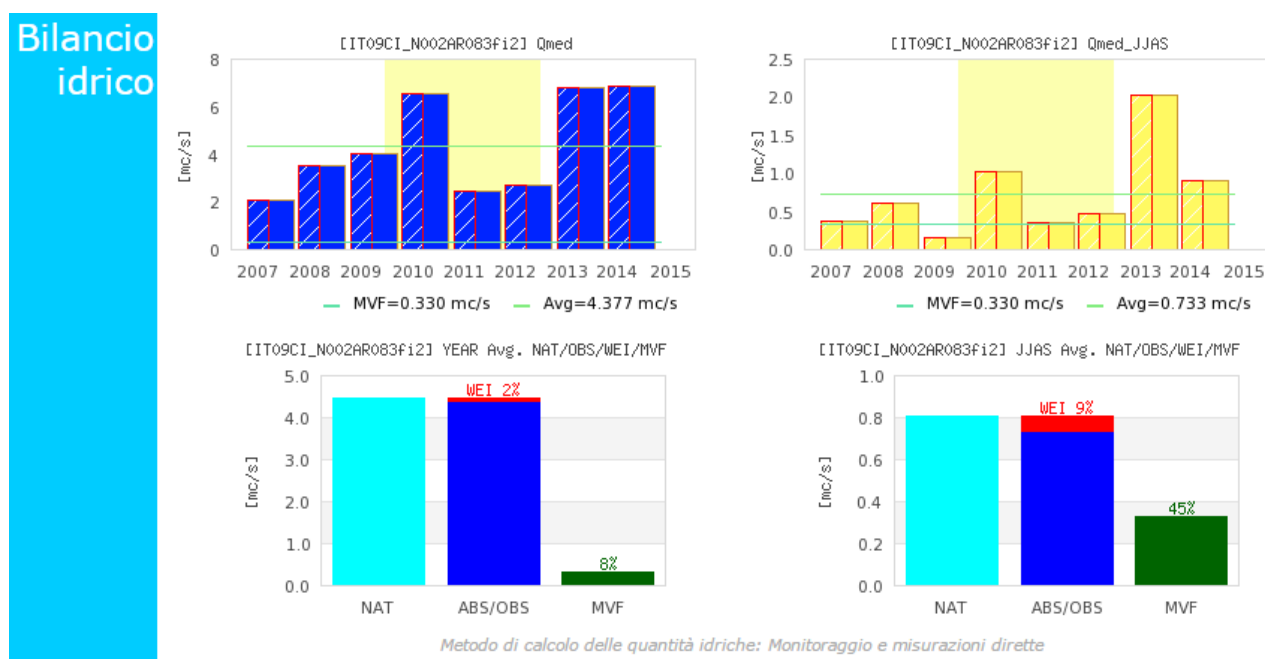 Bilancio
idrico
[IT09CI_N002AR083fi2] Qmed
[mc/s]
8
6
4
2
0
2007 2008 2009 2010 2011 2012 2013 2014 2015
MVF=0.330 mc/s Avg=4.377 mc/s
[IT09CI_N002AR083fi2] Qmed_JJAS
[mc/s]
2.5
2.0
1.5
1.0
0.5
0.0
2007 2008 2009 2010 2011 2012 2013 2014 2015
MVF=0.330 mc/s Avg=0.733 mc/s
[IT09CI_N002AR083fi2] YEAR Avg. NAT/OBS/WEI/MVF
[mc/s]
5.0
4.0
3.0
2.0
1.0
0.0
WEI 2%
8%
NAT ABS/OBS MVF
[IT09CI_N002AR083fi2] JJAS Avg. NAT/OBS/WEI/MVF
[mc/s]
1.0
0.8
0.6
0.4
0.2
0.0
WEI 9%
45%
NAT ABS/OBS MVF
Metodo di calcolo delle quantità idriche: Monitoraggio e misurazioni dirette